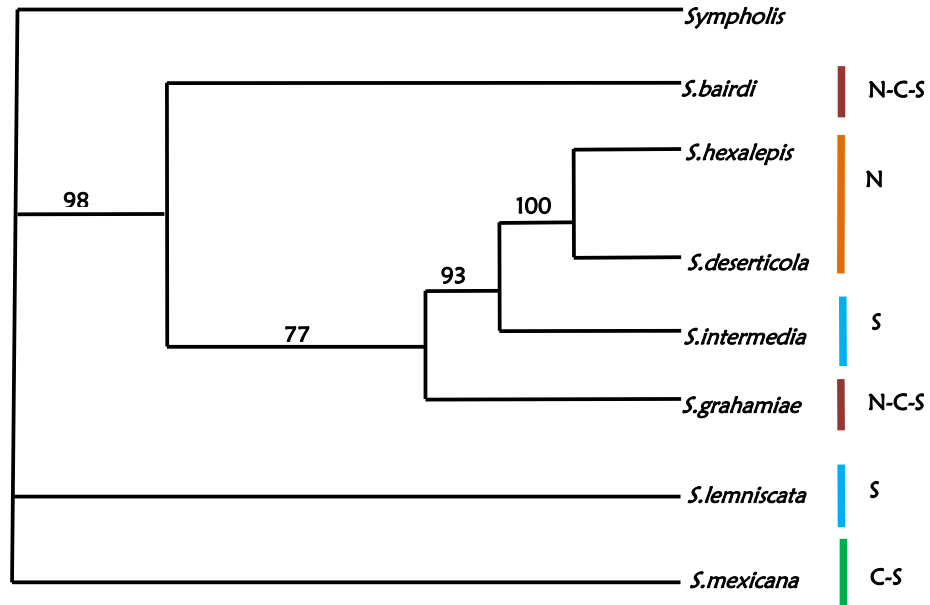 Sympholis
S.bairdi N-C-S
S.hexalepis
N
98
100
S.deserticola
93
S.intermedia S
77
S.grahamiae N-C-S
S.lemniscata S
S.mexicana C-S